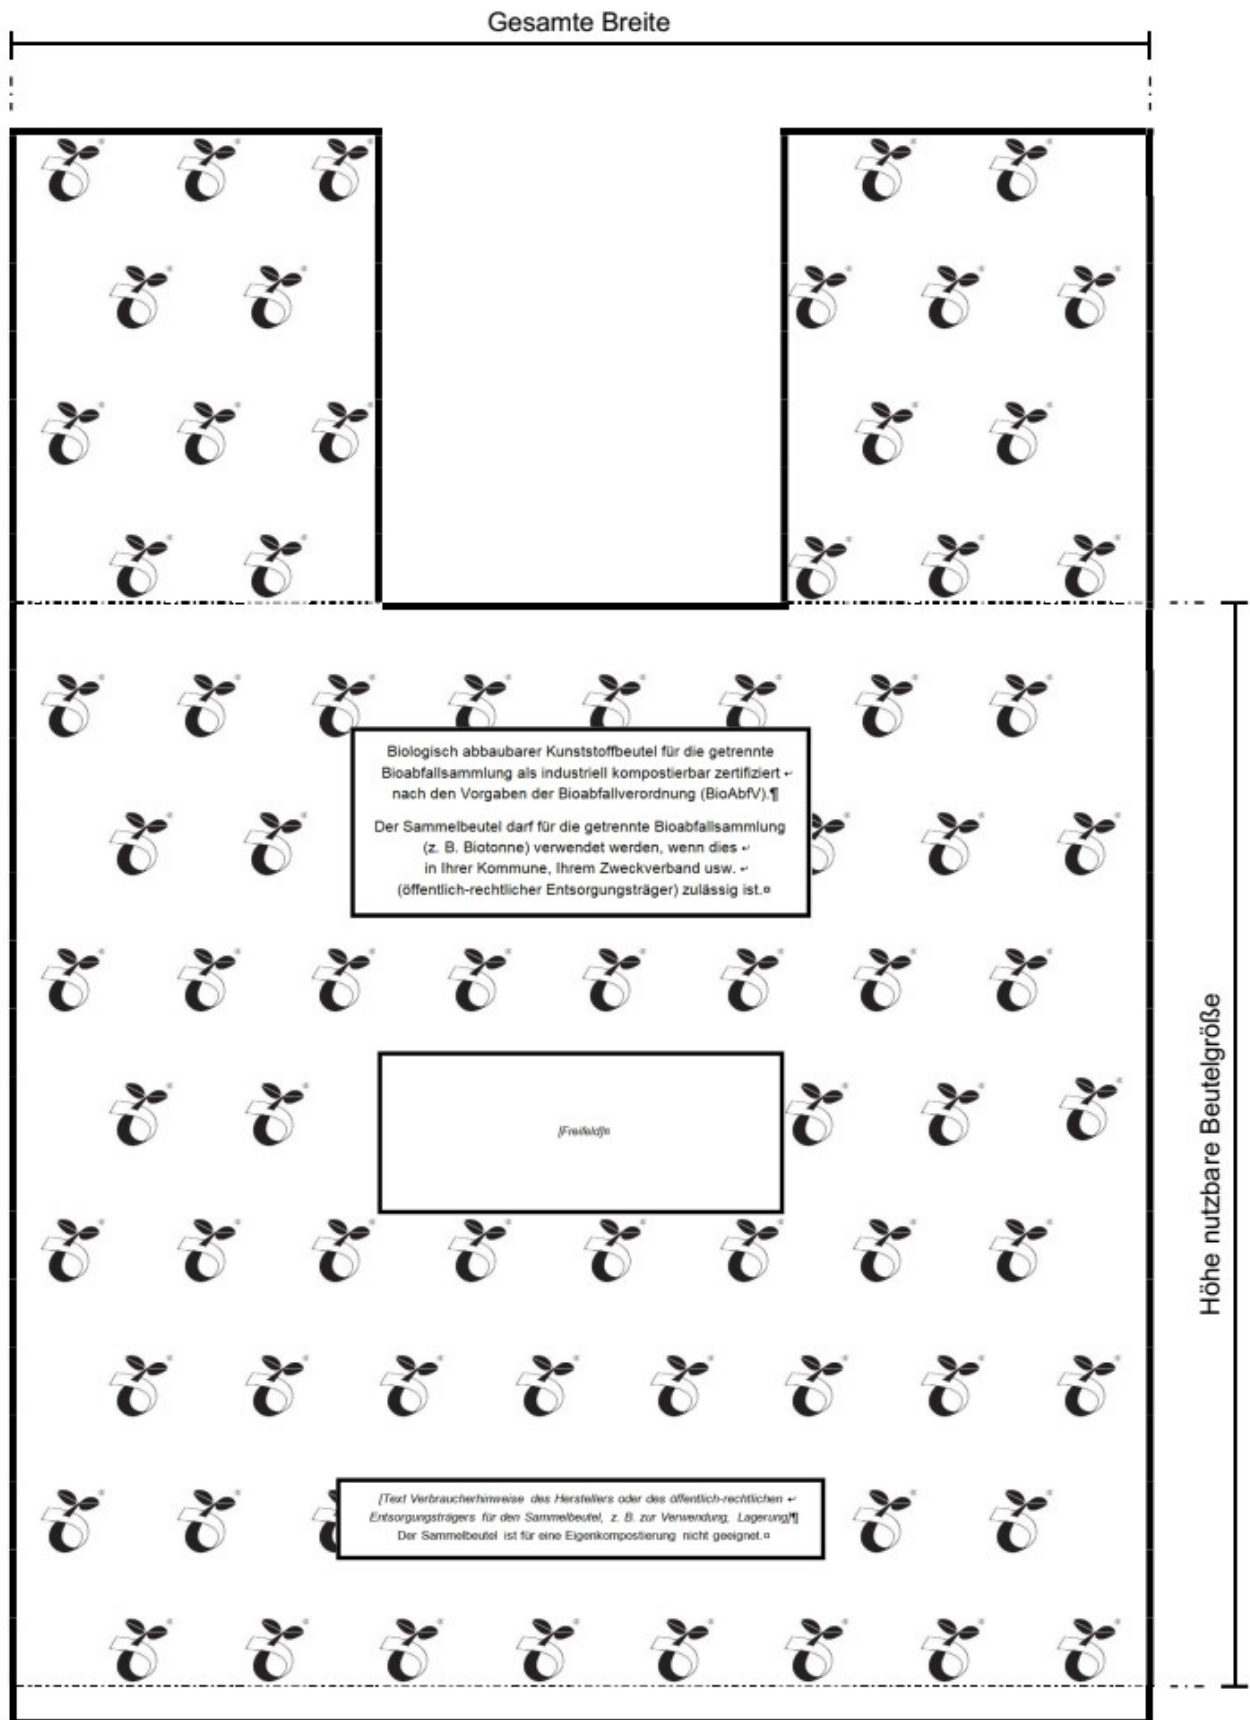 Gesamte Breite
Biologisch abbaubarer Kunststoffbeutel für die getrennte
Bioabfallsammlung als industriell kompostierbar zertifiziert ↵
nach den Vorgaben der Bioabfallverordnung (BioAbfV).¶
Der Sammelbeutel darf für die getrennte Bioabfallsammlung
(z. B. Biotonne) verwendet werden, wenn dies ↵
in Ihrer Kommune, Ihrem Zweckverband usw. ↵
(öffentlich-rechtlicher Entsorgungsträger) zulässig ist.¤
[Freifeld]¤
[Text Verbraucherhinweise des Herstellers oder des öffentlich-rechtlichen ↵
Entsorgungsträgers für den Sammelbeutel, z. B. zur Verwendung, Lagerung]¶
Der Sammelbeutel ist für eine Eigenkompostierung nicht geeignet.¤
Höhe nutzbare Beutelgröße